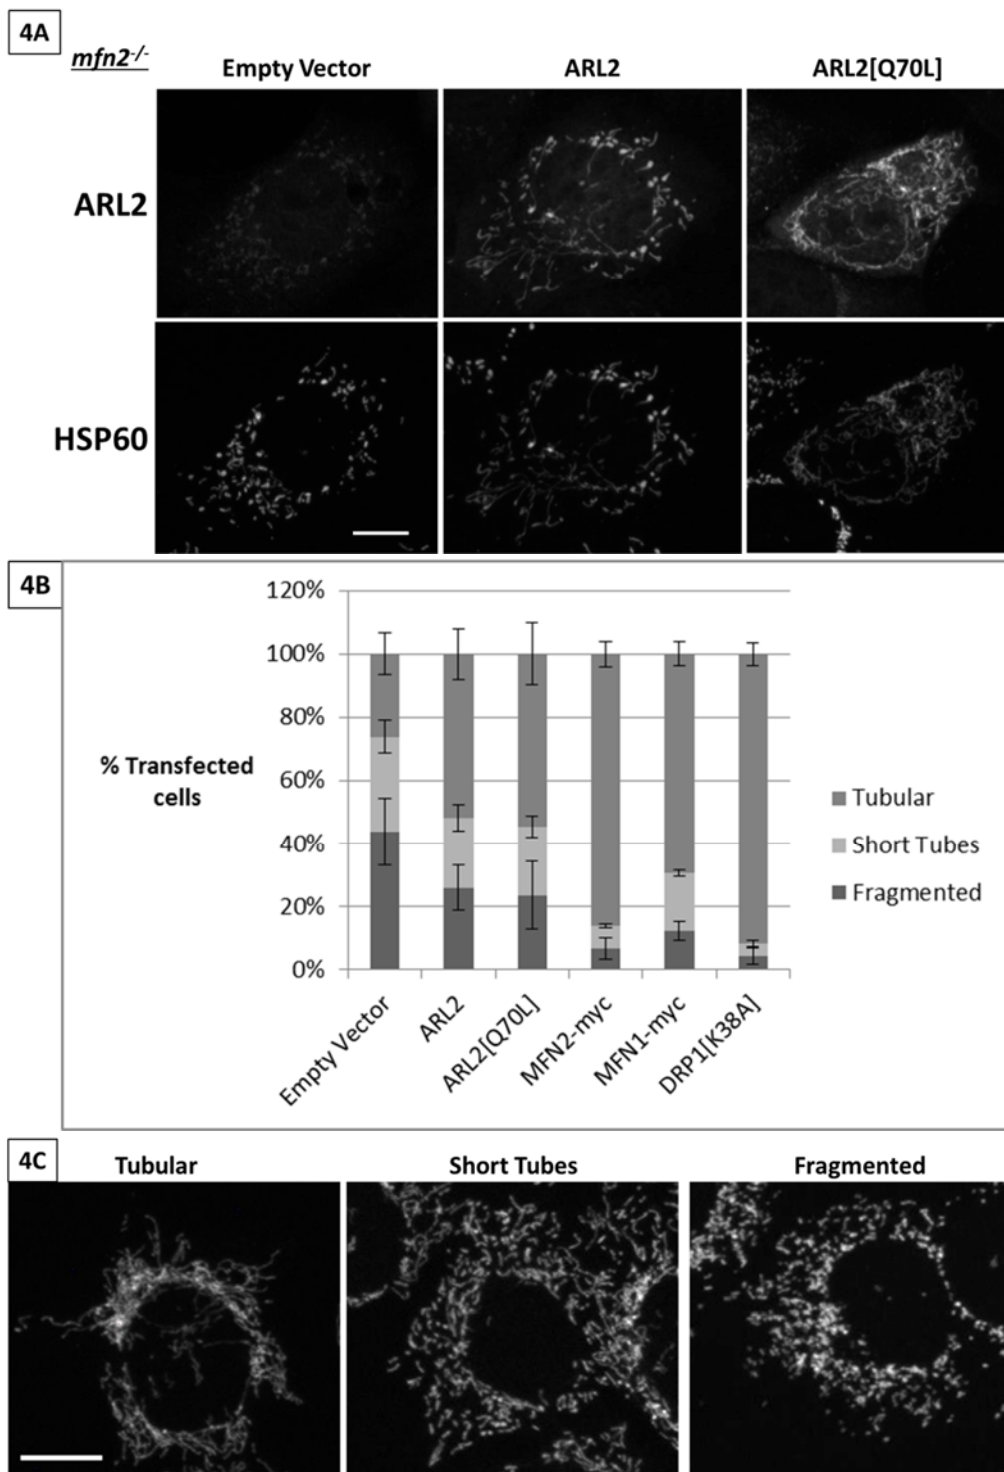 4A
mfn2-/-
Empty Vector ARL2 ARL2[Q70L]
ARL2
HSP60
4B
120%
100%
80%
60%
40%
20%
0%
% Transfected
cells
Tubular
Short Tubes
Fragmented
Empty Vector
ARL2
ARL2[Q70L]
MFN2-myc
MFN1-myc
DRP1[K38A]
4C
Tubular Short Tubes Fragmented